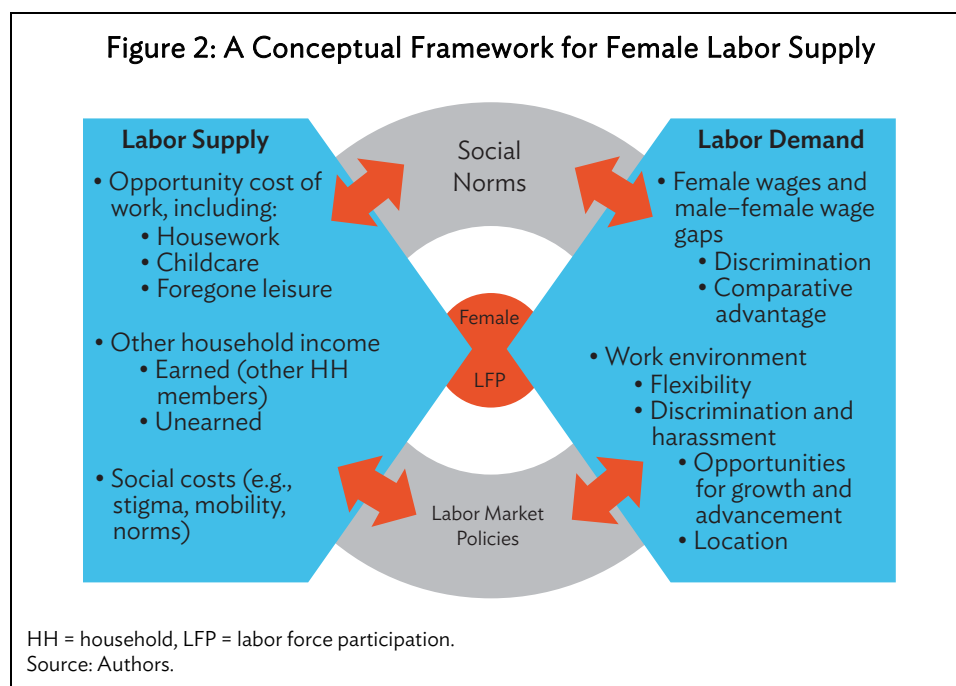 Figure 2: A Conceptual Framework for Female Labor Supply
Labor Supply
• Opportunity cost of
work, including:
• Housework
• Childcare
• Foregone leisure
• Other household income
• Earned (other HH
members)
• Unearned
• Social costs (e.g.,
stigma, mobility,
norms)
Social
Norms
Female
LFP
Labor Market
Policies
Labor Demand
• Female wages and
male–female wage
gaps
• Discrimination
• Comparative
advantage
• Work environment
• Flexibility
• Discrimination and
harassment
• Opportunities
for growth and
advancement
• Location
HH = household, LFP = labor force participation.
Source: Authors.